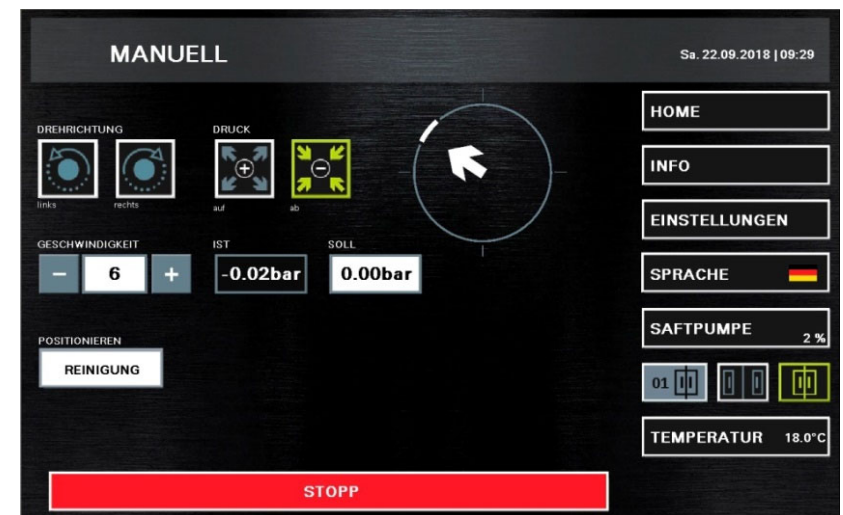 MANUELL
Sa. 22.09.2018 | 09:29
DREHRICHTUNG
DRUCK
links
rechts
auf
ab
GESCHWINDIGKEIT
IST
SOLL
− 6 +
-0.02bar
0.00bar
POSITIONIEREN
REINIGUNG
STOPP
HOME
INFO
EINSTELLUNGEN
SPRACHE
SAFTPUMPE 2 %
01
TEMPERATUR 18.0°C